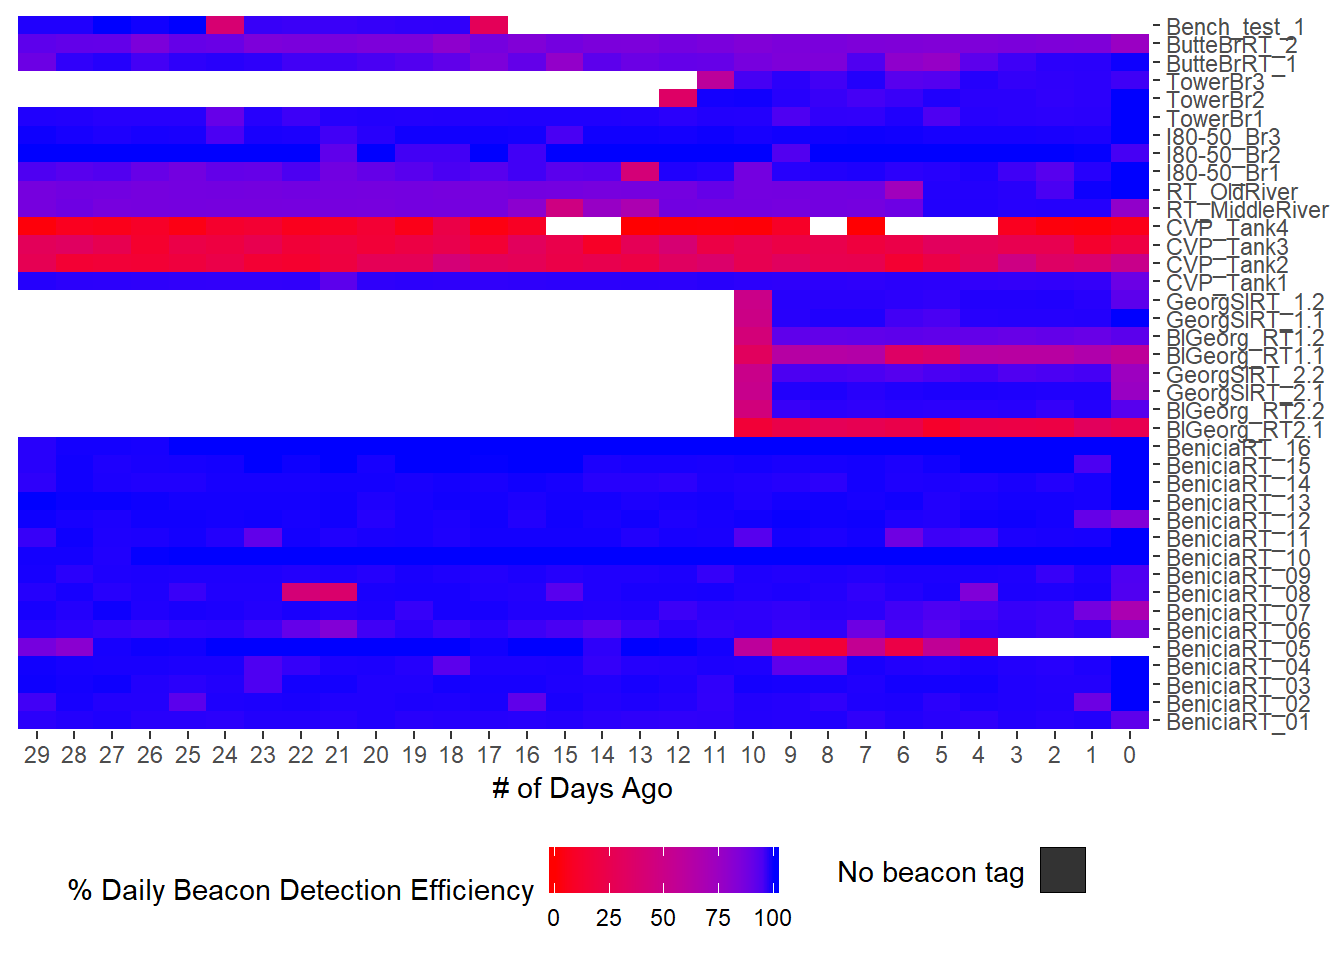 Bench_test_1
ButteBrRT_2
ButteBrRT_1
TowerBr3
TowerBr2
TowerBr1
I80-50_Br3
I80-50_Br2
I80-50_Br1
RT_OldRiver
RT_MiddleRiver
CVP_Tank4
CVP_Tank3
CVP_Tank2
CVP_Tank1
GeorgSlRT_1.2
GeorgSlRT_1.1
BlGeorg_RT1.2
BlGeorg_RT1.1
GeorgSlRT_2.2
GeorgSlRT_2.1
BlGeorg_RT2.2
BlGeorg_RT2.1
BeniciaRT_16
BeniciaRT_15
BeniciaRT_14
BeniciaRT_13
BeniciaRT_12
BeniciaRT_11
BeniciaRT_10
BeniciaRT_09
BeniciaRT_08
BeniciaRT_07
BeniciaRT_06
BeniciaRT_05
BeniciaRT_04
BeniciaRT_03
BeniciaRT_02
BeniciaRT_01
29 28 27 26 25 24 23 22 21 20 19 18 17 16 15 14 13 12 11 10 9 8 7 6 5 4 3 2 1 0
# of Days Ago
% Daily Beacon Detection Efficiency
0 25 50 75 100
No beacon tag